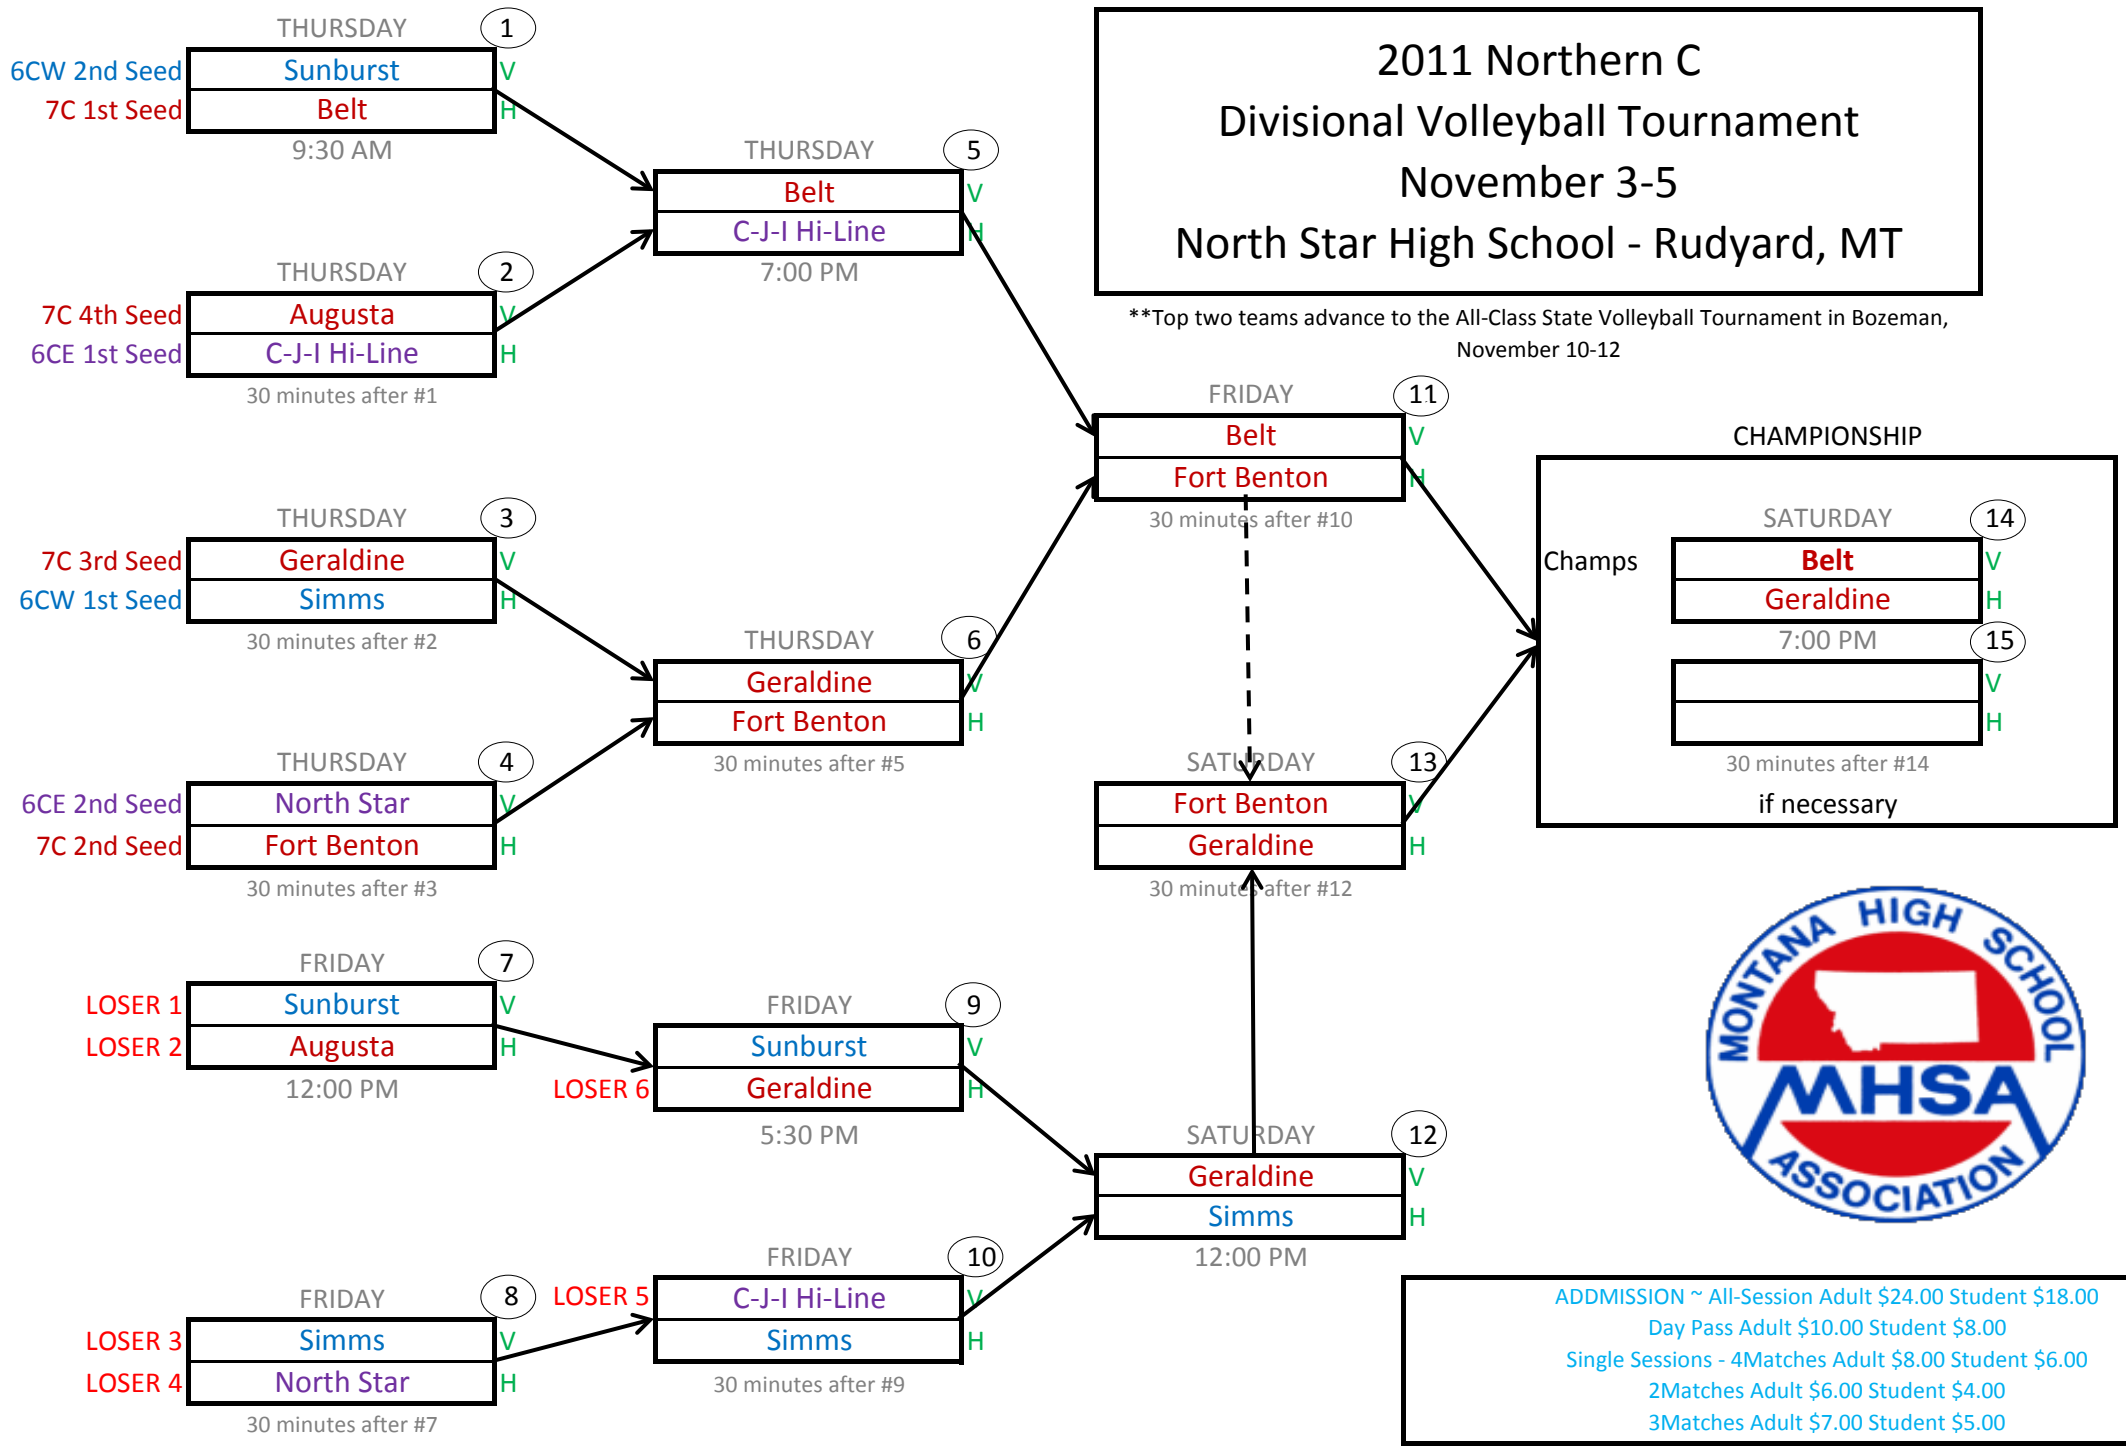 2011 Northern C
Divisional Volleyball Tournament
November 3-5
North Star High School - Rudyard, MT
**Top two teams advance to the All-Class State Volleyball Tournament in Bozeman,
November 10-12
THURSDAY 1
6CW 2nd Seed Sunburst V
7C 1st Seed Belt H
9:30 AM
THURSDAY 2
7C 4th Seed Augusta V
6CE 1st Seed C-J-I Hi-Line H
30 minutes after #1
THURSDAY 3
7C 3rd Seed Geraldine V
6CW 1st Seed Simms H
30 minutes after #2
THURSDAY 4
6CE 2nd Seed North Star V
7C 2nd Seed Fort Benton H
30 minutes after #3
THURSDAY 5
Belt V
C-J-I Hi-Line H
7:00 PM
THURSDAY 6
Geraldine V
Fort Benton H
30 minutes after #5
FRIDAY 7
LOSER 1 Sunburst V
LOSER 2 Augusta H
12:00 PM
FRIDAY 8
LOSER 3 Simms V
LOSER 4 North Star H
30 minutes after #7
FRIDAY 9
Sunburst V
LOSER 6 Geraldine H
5:30 PM
FRIDAY 10
LOSER 5 C-J-I Hi-Line V
Simms H
30 minutes after #9
FRIDAY 11
Belt V
Fort Benton H
30 minutes after #10
SATURDAY 12
Geraldine V
Simms H
12:00 PM
SATURDAY 13
Fort Benton V
Geraldine H
30 minutes after #12
CHAMPIONSHIP
SATURDAY 14
Champs Belt V
Geraldine H
7:00 PM 15
V
H
30 minutes after #14
if necessary
MONTANA HIGH SCHOOL
MHSA
ASSOCIATION
ADDMISSION ~ All-Session Adult $24.00 Student $18.00
Day Pass Adult $10.00 Student $8.00
Single Sessions - 4Matches Adult $8.00 Student $6.00
2Matches Adult $6.00 Student $4.00
3Matches Adult $7.00 Student $5.00